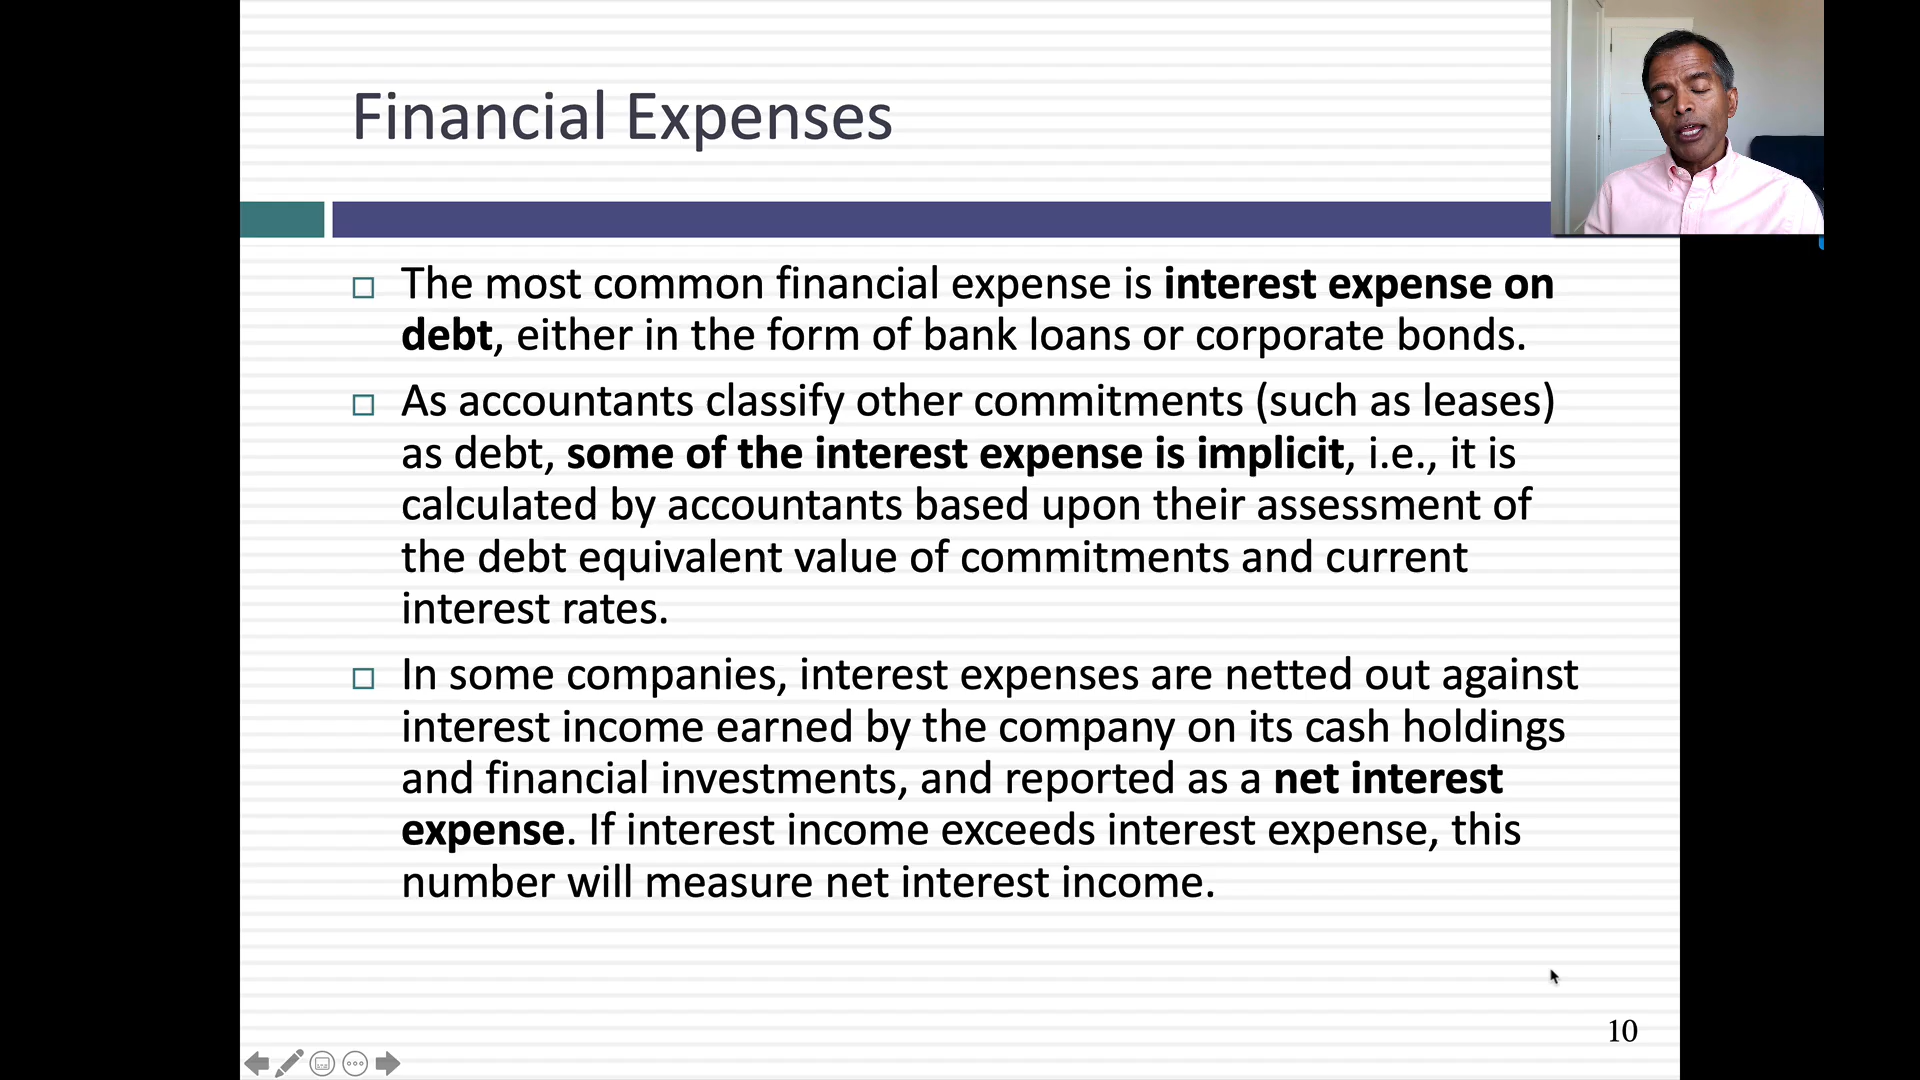 Financial Expenses
The most common financial expense is interest expense on
debt, either in the form of bank loans or corporate bonds.
As accountants classify other commitments (such as leases)
as debt, some of the interest expense is implicit, i.e., it is
calculated by accountants based upon their assessment of
the debt equivalent value of commitments and current
interest rates.
In some companies, interest expenses are netted out against
interest income earned by the company on its cash holdings
and financial investments, and reported as a net interest
expense. If interest income exceeds interest expense, this
number will measure net interest income.
10